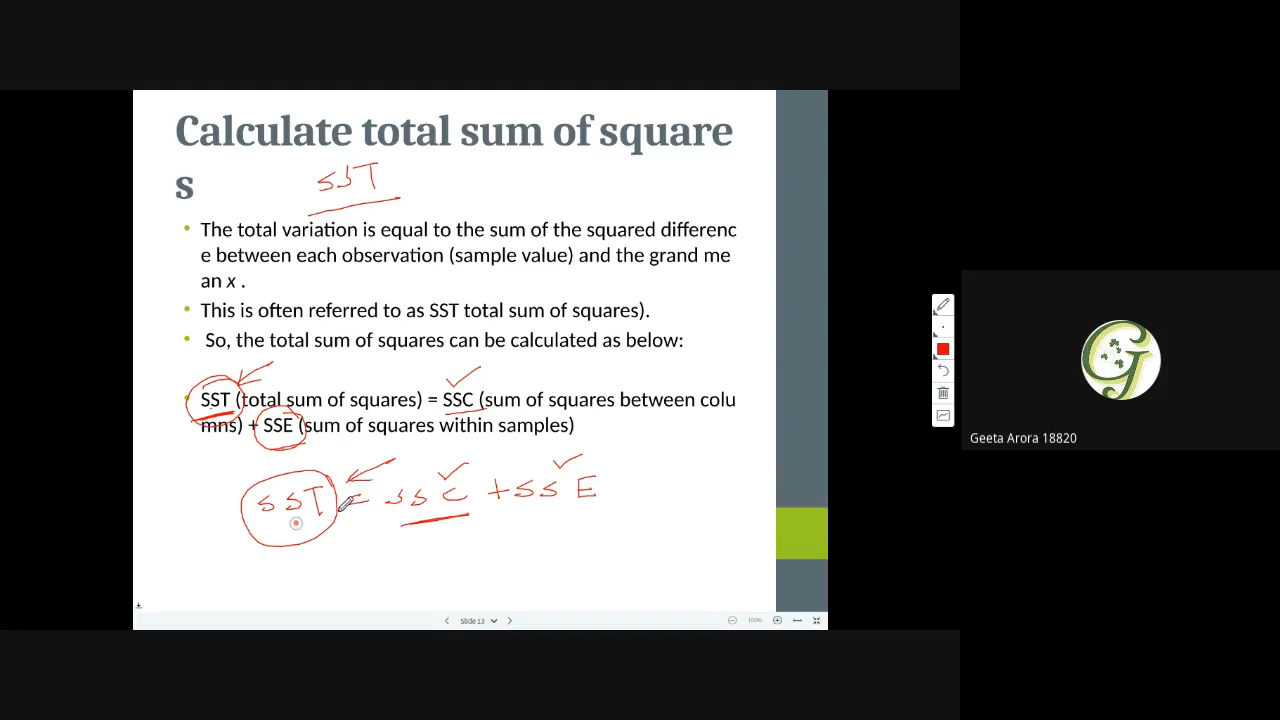 Calculate total sum of square
s
SST
• The total variation is equal to the sum of the squared differenc
e between each observation (sample value) and the grand me
an x .
• This is often referred to as SST total sum of squares).
• So, the total sum of squares can be calculated as below:
• SST (total sum of squares) = SSC (sum of squares between colu
mns) + SSE (sum of squares within samples)
SST = SSC + SSE
Slide 13
100%
G
Geeta Arora 18820